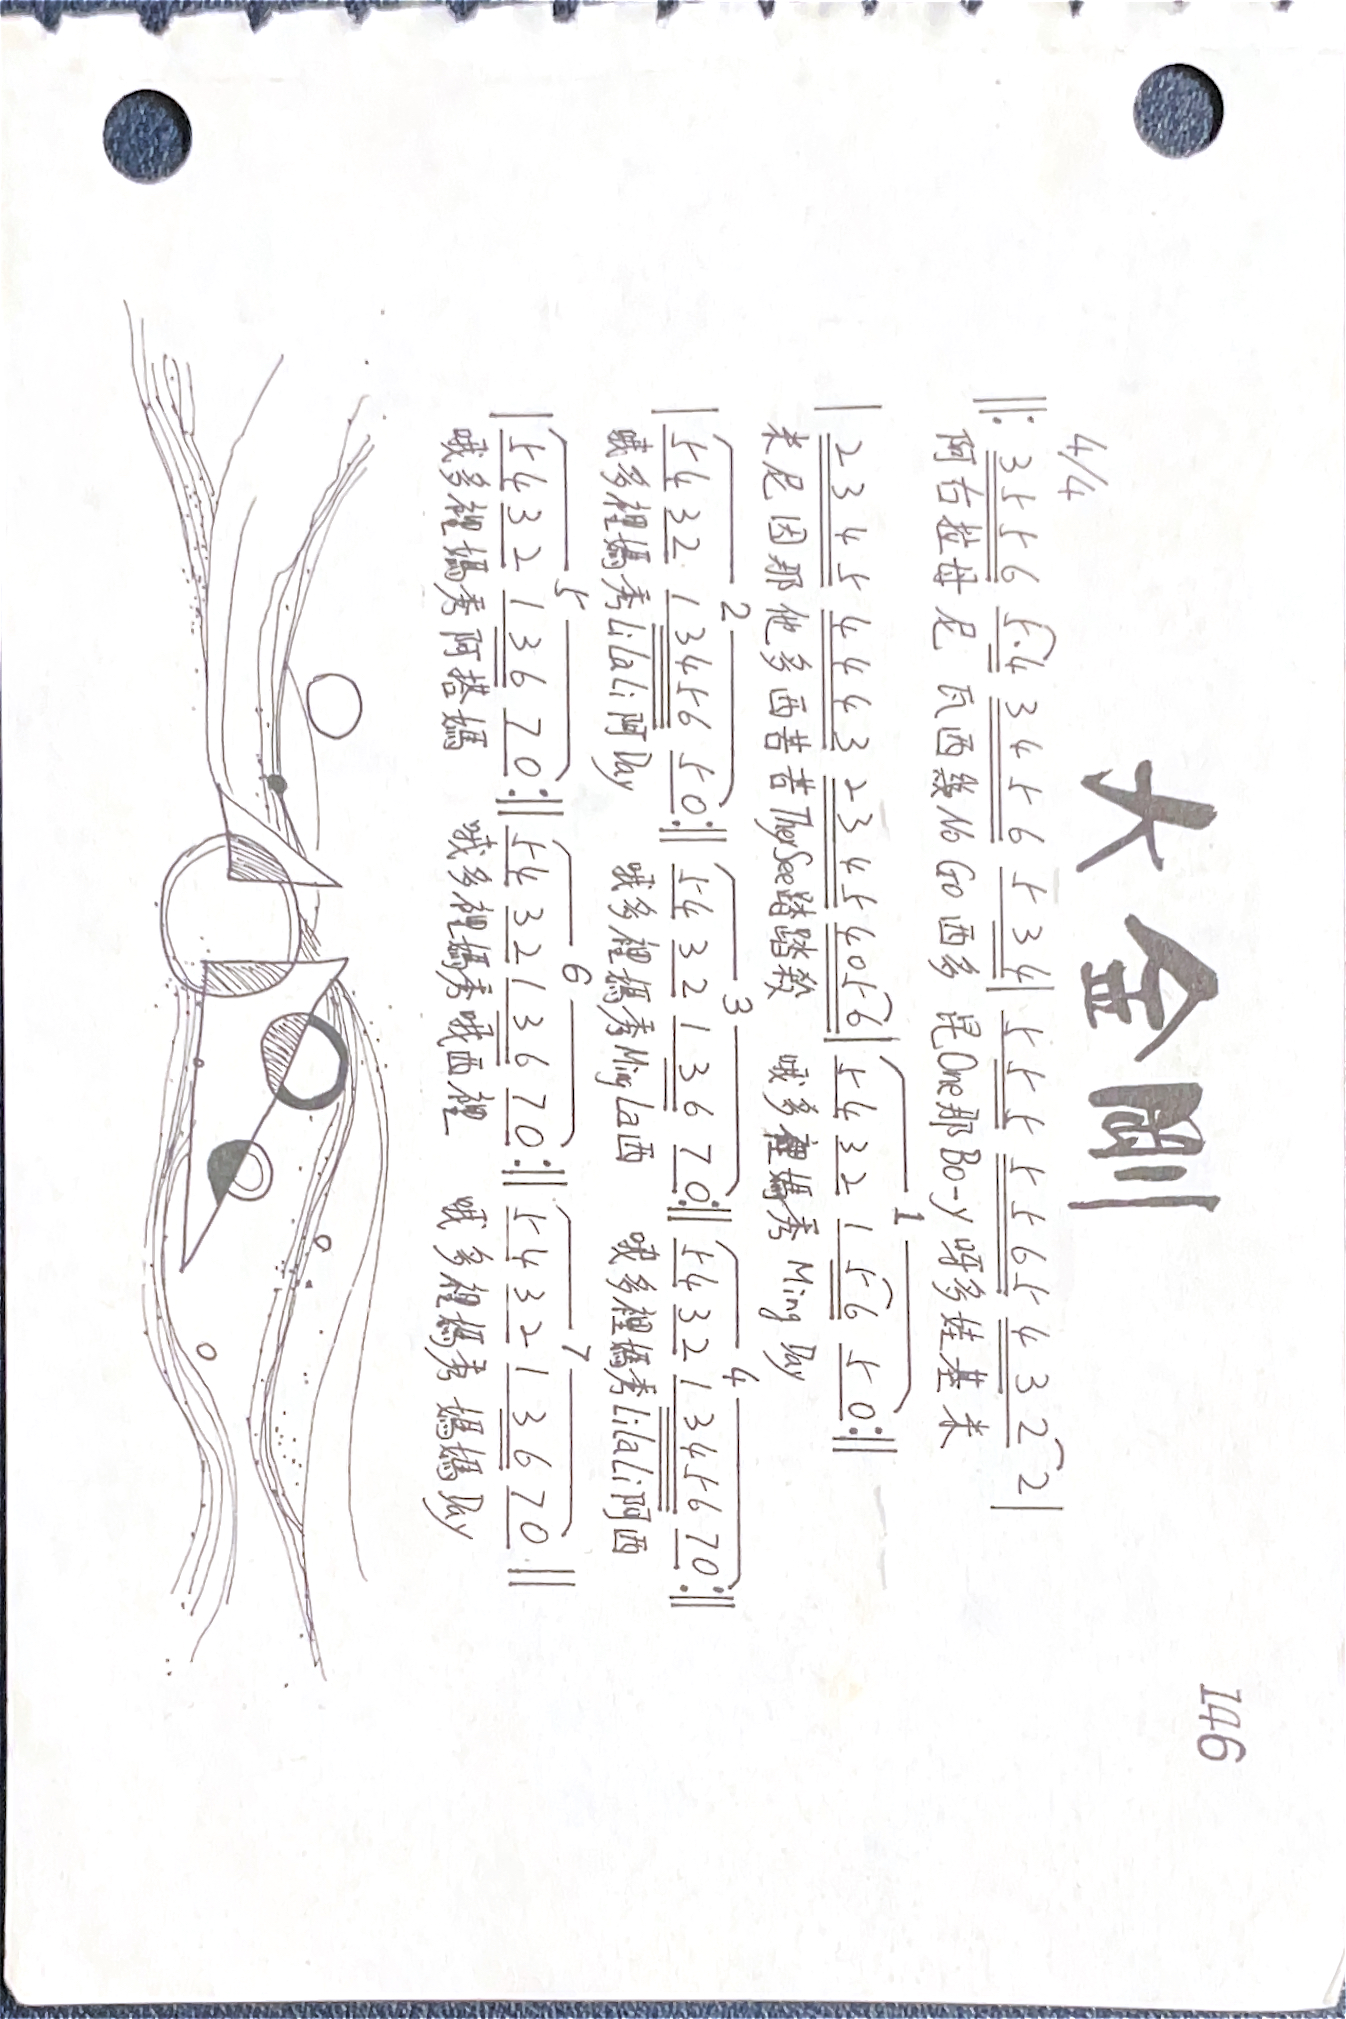 146
大金剛
4/4
‖: 3 5 5 6 5. 4 3 4 5 6 5 3 4 | 5 5 5 5 5 6 5 4 3 2 2 |
阿右拉母尼 瓦西幾No Go 西多 昆One那Bo-y呀多娃基米
| 2 3 4 5 4 4 4 3 2 3 4 5 4 0 5 6 | 1 5 4 3 2 1 5 6 5 0 :‖
米尼因那他多西苦苦They See踏踏殺 哦多裡媽秀 Ming Day
2 3 4
| 5 4 3 2 1 3 4 5 6 5 0 :‖ 5 4 3 2 1 3 6 7 0 :‖ 5 4 3 2 1 3 4 5 6 7 0 :‖
哦多裡媽秀LiLaLi阿Day 哦多裡媽秀Ming La西 哦多裡媽秀LiLaLi阿西
5 6 7
| 5 4 3 2 1 3 6 7 0 :‖ 5 4 3 2 1 3 6 7 0 :‖ 5 4 3 2 1 3 6 7 0 ‖
哦多裡媽秀阿搭媽 哦多裡媽秀哦西裡 哦多裡媽秀媽媽Day